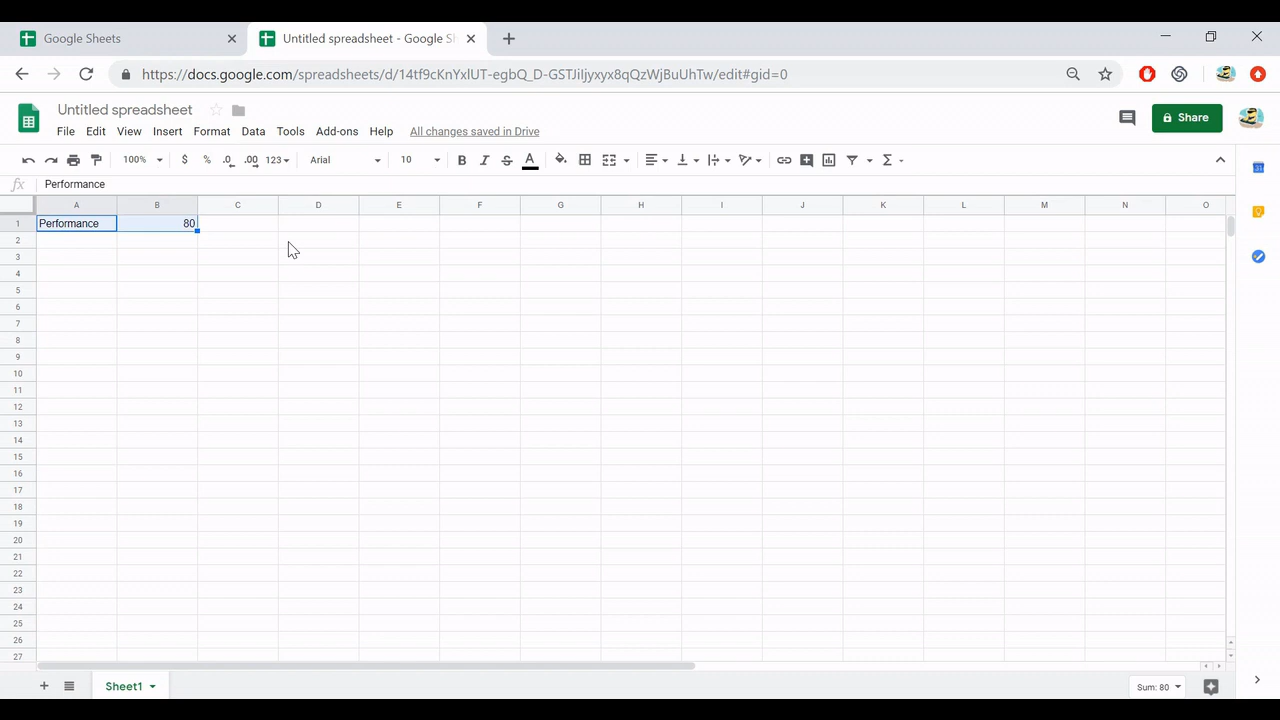 Google Sheets
Untitled spreadsheet - Google S
https://docs.google.com/spreadsheets/d/14tf9cKnYxlUT-egbQ_D-GSTJiIjyxyx8qQzWjBuUhTw/edit#gid=0
Untitled spreadsheet
File Edit View Insert Format Data Tools Add-ons Help All changes saved in Drive
Share
100% $ % .0 .00 123 Arial 10 B I S A Σ
fx Performance
A B C D E F G H I J K L M N O
1 Performance 80
2
3
4
5
6
7
8
9
10
11
12
13
14
15
16
17
18
19
20
21
22
23
24
25
26
27
Sheet1
Sum: 80